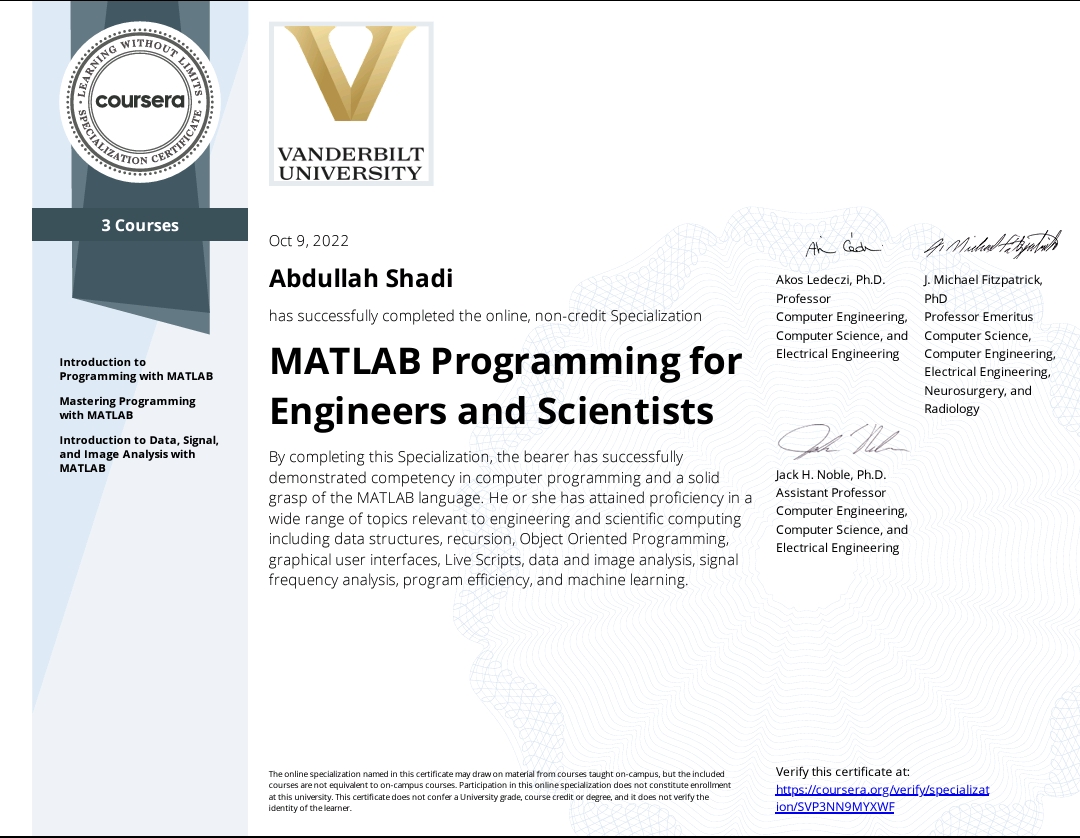 LEARNING WITHOUT LIMITS
coursera
SPECIALIZATION CERTIFICATE
3 Courses
Introduction to
Programming with MATLAB
Mastering Programming
with MATLAB
Introduction to Data, Signal,
and Image Analysis with
MATLAB
VANDERBILT
UNIVERSITY
Oct 9, 2022
Abdullah Shadi
has successfully completed the online, non-credit Specialization
MATLAB Programming for
Engineers and Scientists
By completing this Specialization, the bearer has successfully
demonstrated competency in computer programming and a solid
grasp of the MATLAB language. He or she has attained proficiency in a
wide range of topics relevant to engineering and scientific computing
including data structures, recursion, Object Oriented Programming,
graphical user interfaces, Live Scripts, data and image analysis, signal
frequency analysis, program efficiency, and machine learning.
Akos Ledeczi, Ph.D.
Professor
Computer Engineering,
Computer Science, and
Electrical Engineering
J. Michael Fitzpatrick,
PhD
Professor Emeritus
Computer Science,
Computer Engineering,
Electrical Engineering,
Neurosurgery, and
Radiology
Jack H. Noble, Ph.D.
Assistant Professor
Computer Engineering,
Computer Science, and
Electrical Engineering
The online specialization named in this certificate may draw on material from courses taught on-campus, but the included
courses are not equivalent to on-campus courses. Participation in this online specialization does not constitute enrollment
at this university. This certificate does not confer a University grade, course credit or degree, and it does not verify the
identity of the learner.
Verify this certificate at:
https://coursera.org/verify/specializat
ion/SVP3NN9MYXWF